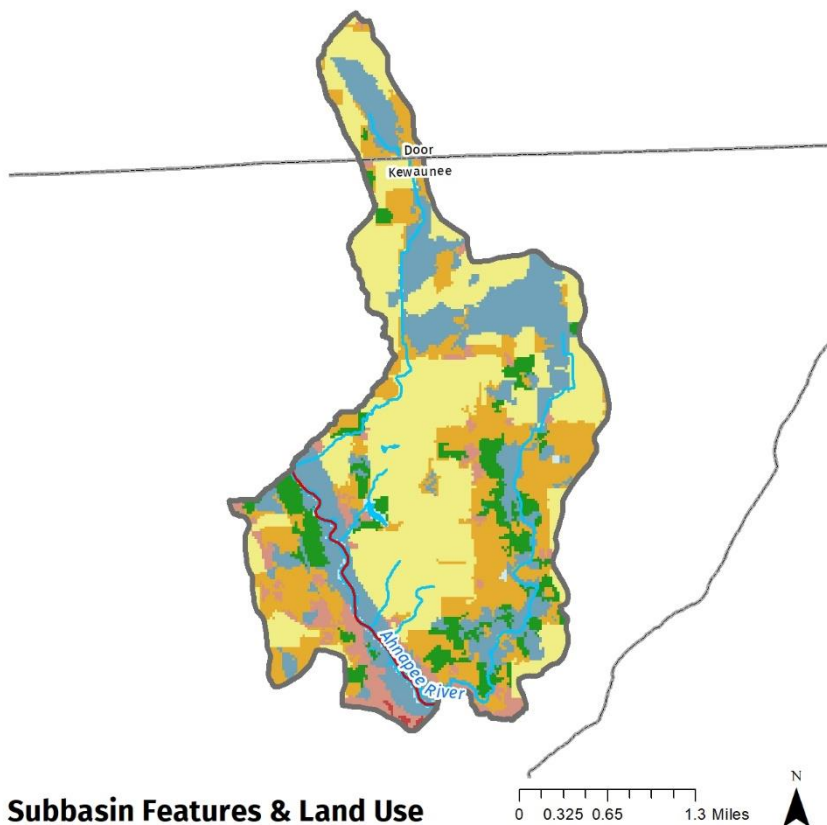 Door
Kewaunee
Ahnapee River
N
Subbasin Features & Land Use
0 0.325 0.65 1.3 Miles